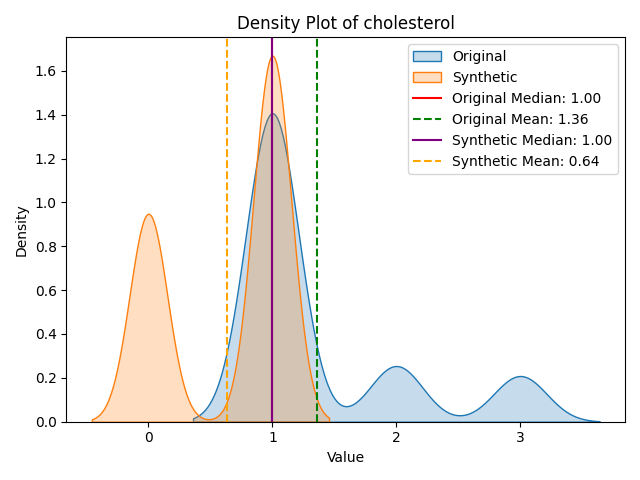 Density Plot of cholesterol
Original
Synthetic
Original Median: 1.00
Original Mean: 1.36
Synthetic Median: 1.00
Synthetic Mean: 0.64
Density
1.6
1.4
1.2
1.0
0.8
0.6
0.4
0.2
0.0
0
1
2
3
Value